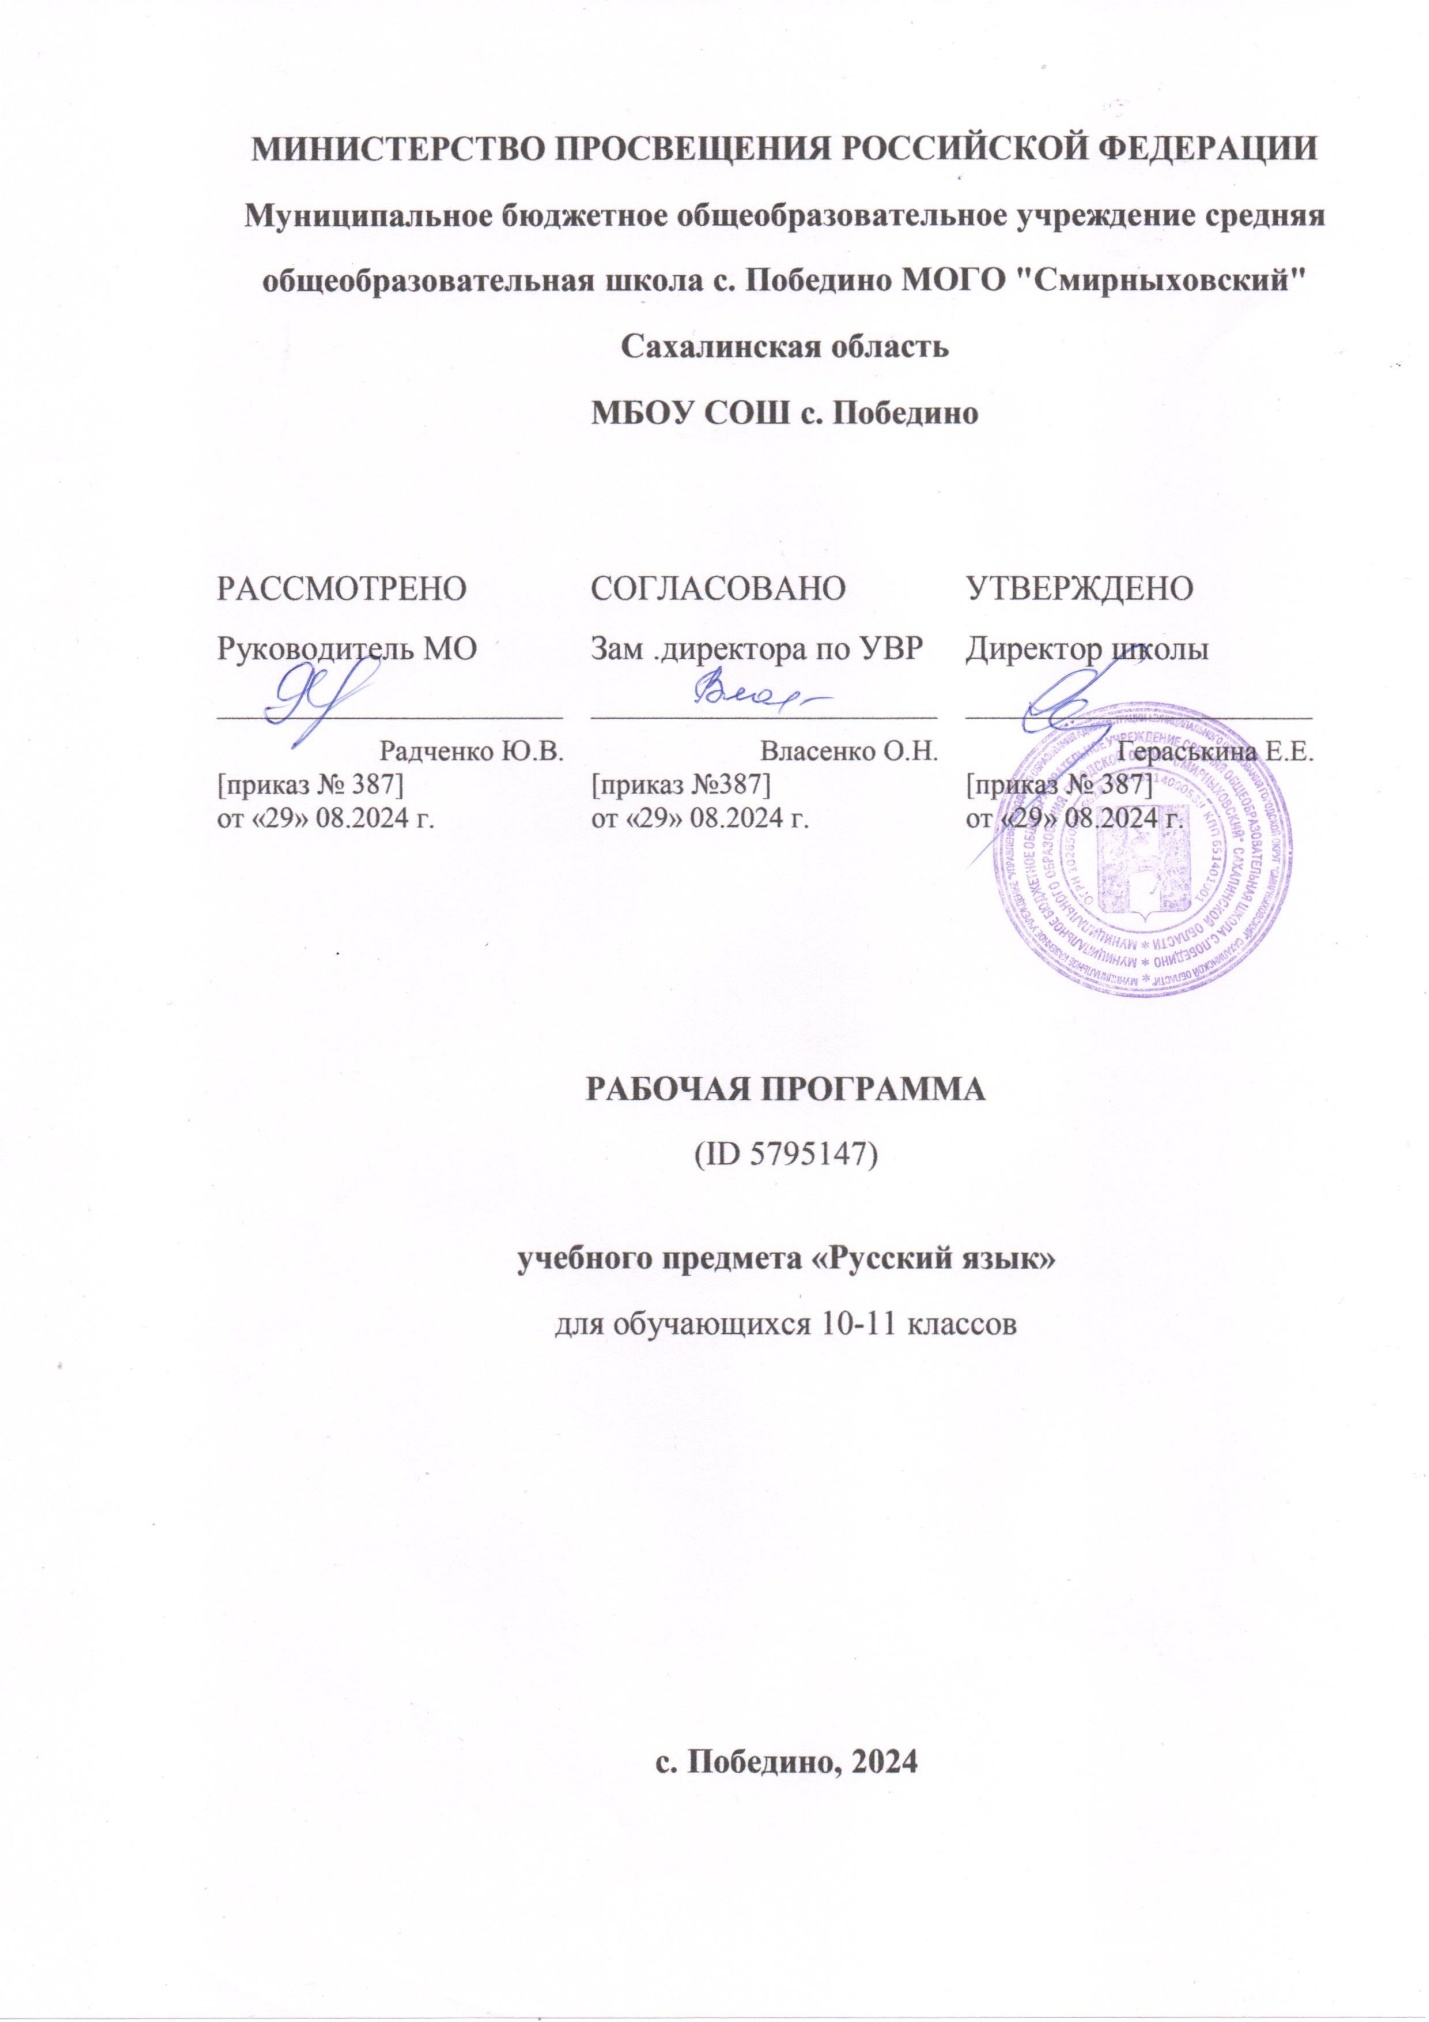 МИНИСТЕРСТВО ПРОСВЕЩЕНИЯ РОССИЙСКОЙ ФЕДЕРАЦИИ
Муниципальное бюджетное общеобразовательное учреждение средняя
общеобразовательная школа с. Победино МОГО "Смирныховский"
Сахалинская область
МБОУ СОШ с. Победино
РАССМОТРЕНО
Руководитель МО
Радченко Ю.В.
[приказ № 387]
от «29» 08.2024 г.
СОГЛАСОВАНО
Зам .директора по УВР
Власенко О.Н.
[приказ №387]
от «29» 08.2024 г.
УТВЕРЖДЕНО
Директор школы
Гераськина Е.Е.
[приказ № 387]
от «29» 08.2024 г.
РАБОЧАЯ ПРОГРАММА
(ID 5795147)
учебного предмета «Русский язык»
для обучающихся 10-11 классов
с. Победино, 2024